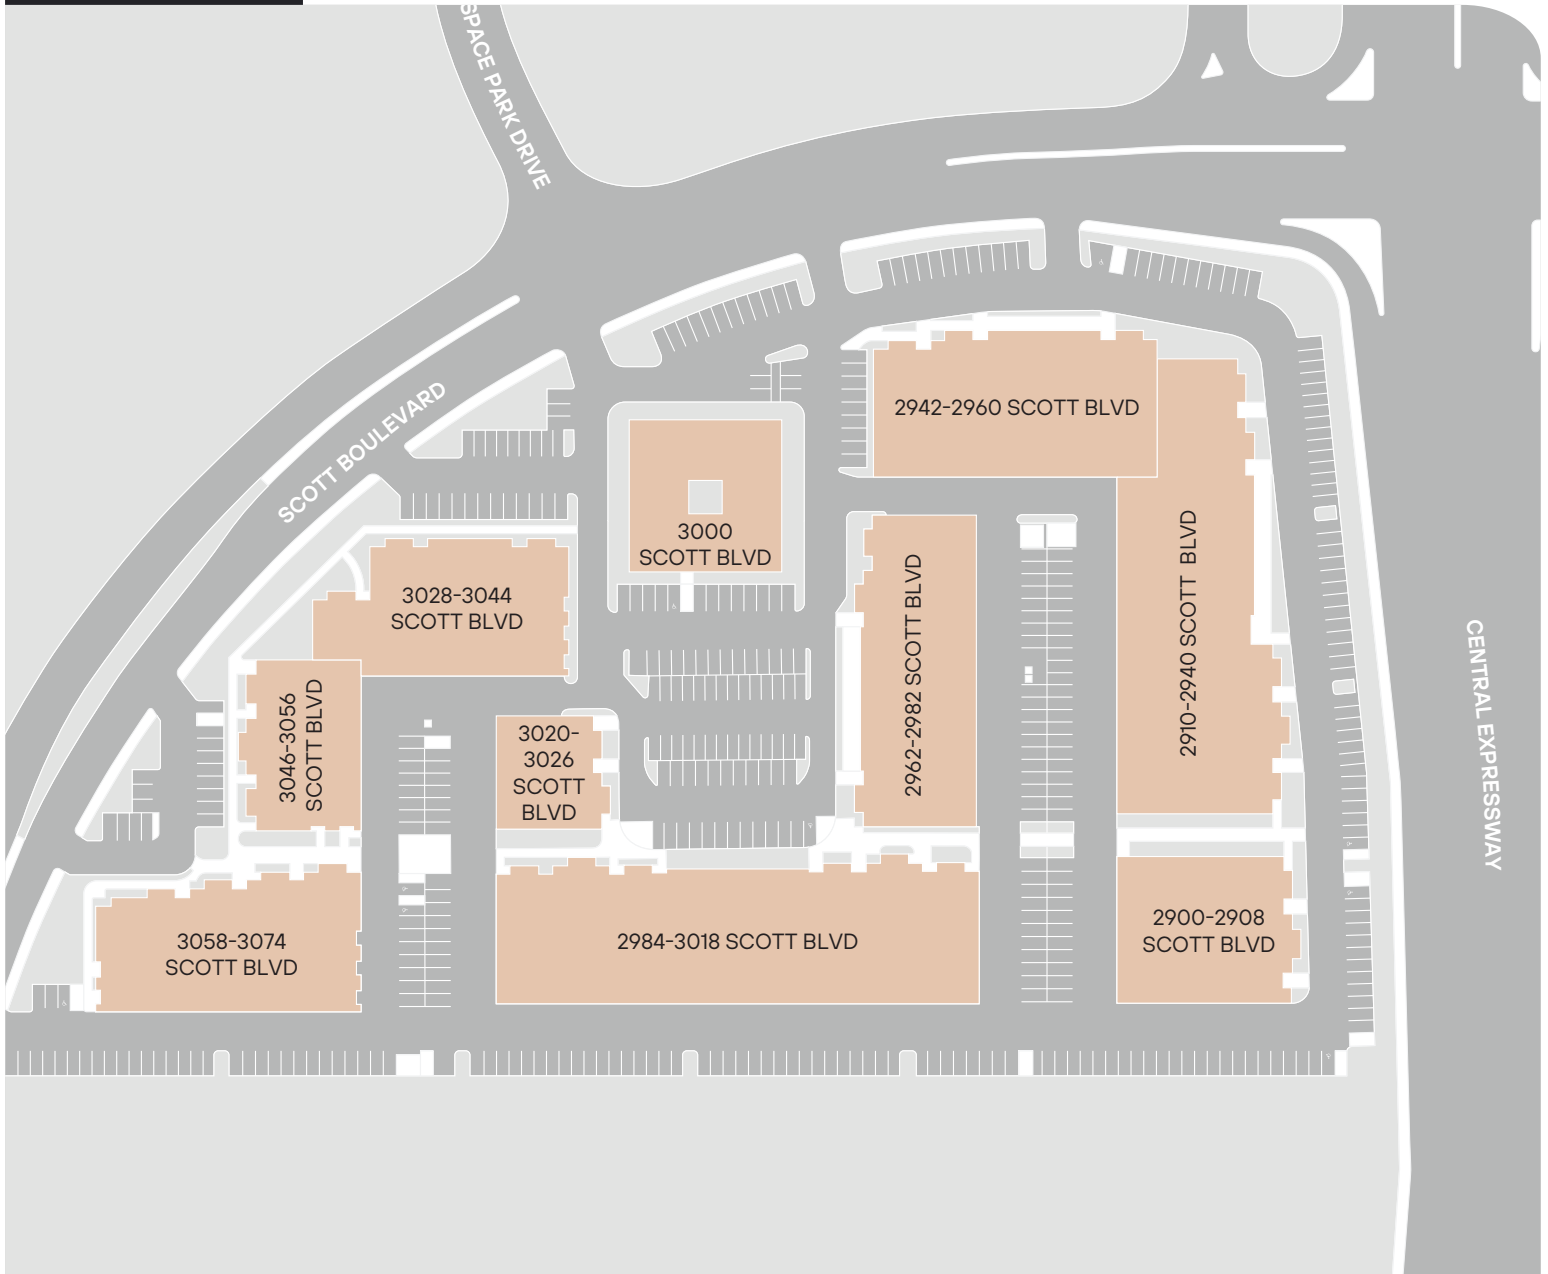 SPACE PARK DRIVE
SCOTT BOULEVARD
2942-2960 SCOTT BLVD
3000
SCOTT BLVD
3028-3044
SCOTT BLVD
2962-2982 SCOTT BLVD
2910-2940 SCOTT BLVD
CENTRAL EXPRESSWAY
3046-3056
SCOTT BLVD
3020-
3026
SCOTT
BLVD
3058-3074
SCOTT BLVD
2984-3018 SCOTT BLVD
2900-2908
SCOTT BLVD